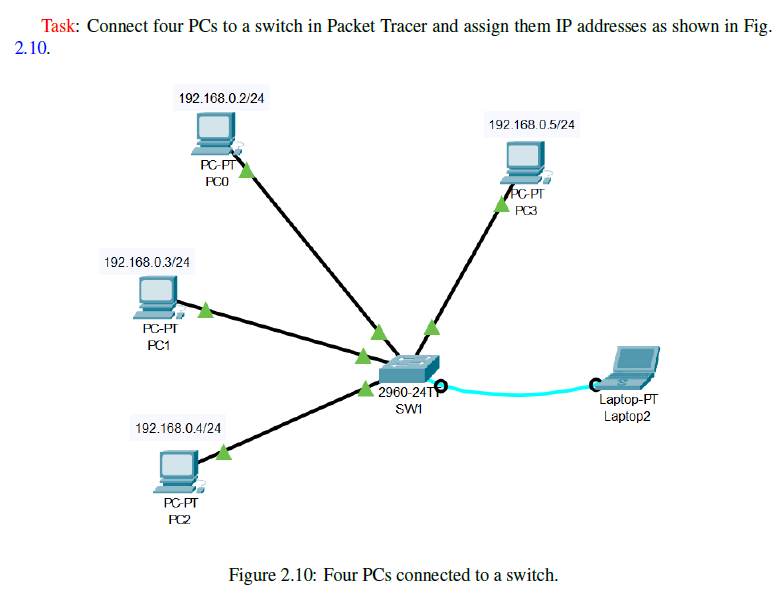 Task: Connect four PCs to a switch in Packet Tracer and assign them IP addresses as shown in Fig.
2.10.
192.168.0.2/24
PC-PT
PC0
192.168.0.5/24
PC-PT
PC3
192.168.0.3/24
PC-PT
PC1
2960-24TT
SW1
Laptop-PT
Laptop2
192.168.0.4/24
PC-PT
PC2
Figure 2.10: Four PCs connected to a switch.